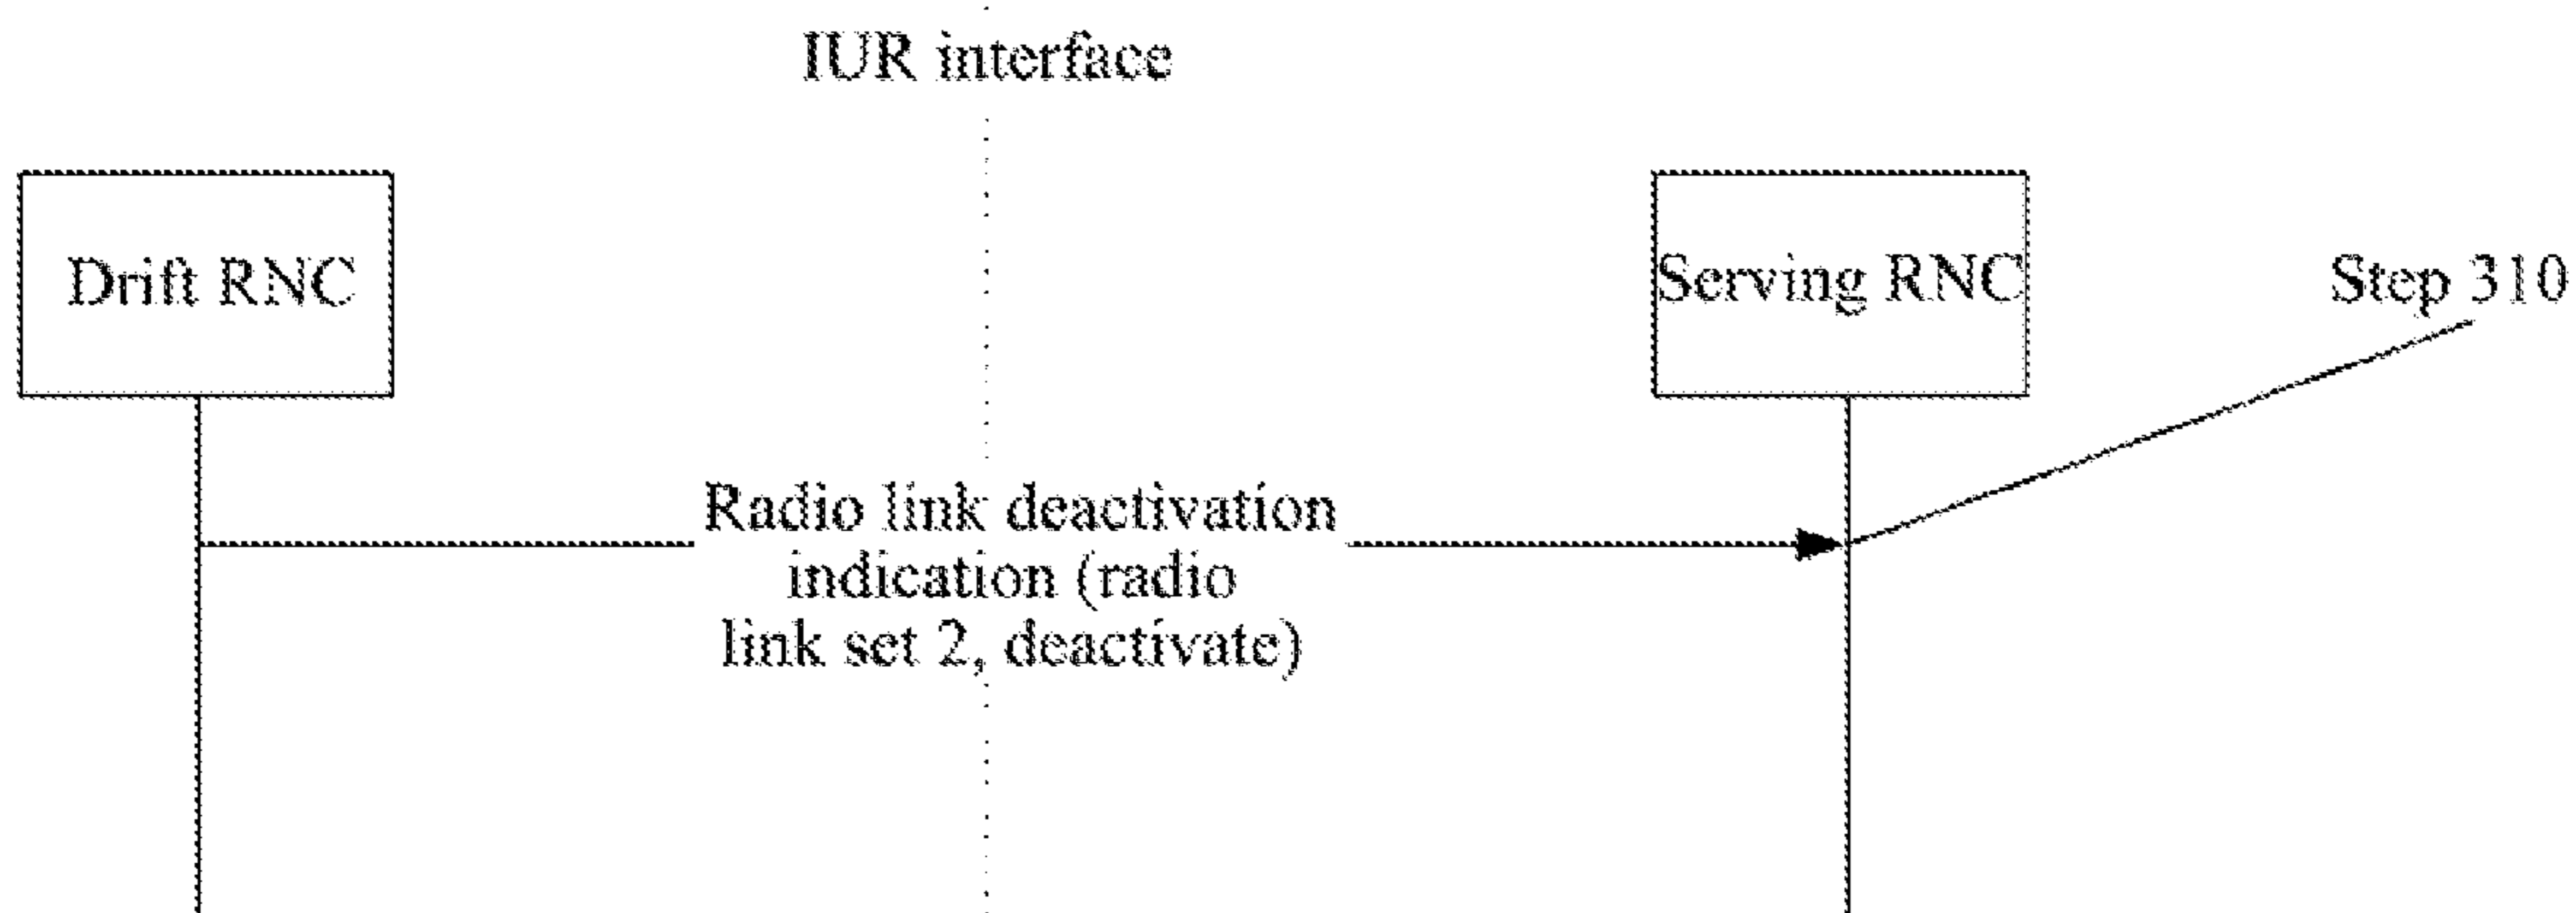 IUR interface
Drift RNC
Serving RNC
Step 310
Radio link deactivation
indication (radio
link set 2, deactivate)